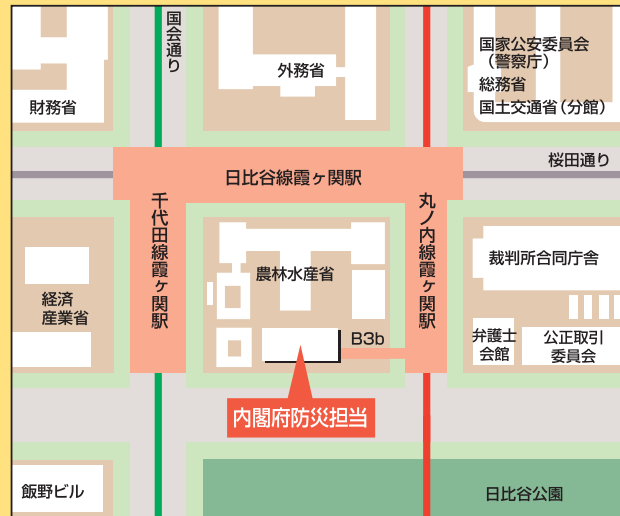 国会通り
外務省
国家公安委員会
(警察庁)
総務省
国土交通省(分館)
財務省
桜田通り
日比谷線霞ヶ関駅
千代田線霞ヶ関駅
丸ノ内線霞ヶ関駅
農林水産省
裁判所合同庁舎
経済
産業省
B3b
弁護士
会館
公正取引
委員会
内閣府防災担当
飯野ビル
日比谷公園